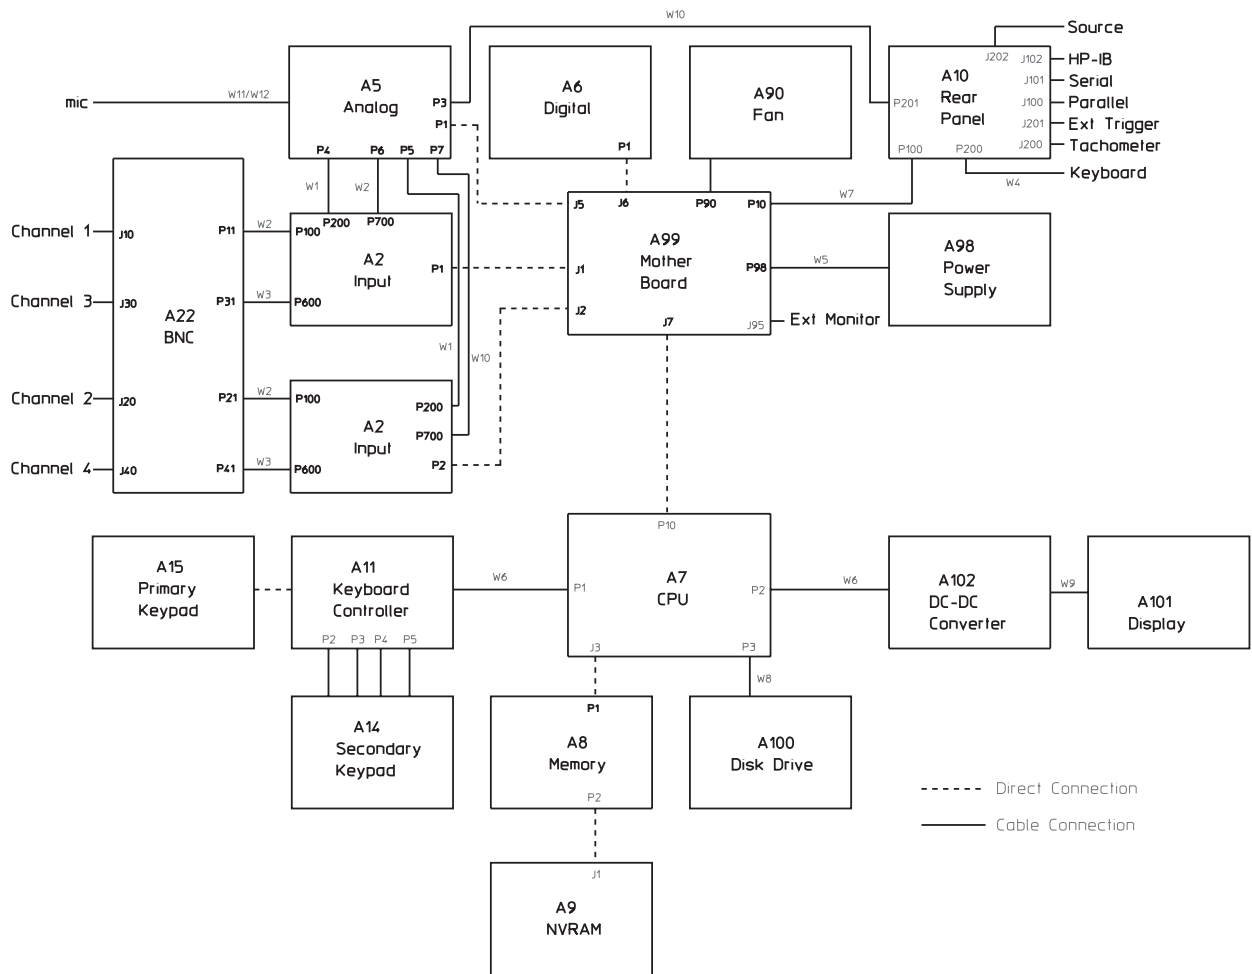 W10
Source
J202
J102
HP-IB
A5
Analog
A6
Digital
A90
Fan
A10
Rear
Panel
J101
Serial
mic
W11/W12
P3
P201
J100
Parallel
P1
J201
Ext Trigger
P4
P6
P5
P7
P1
P100
P200
J200
Tachometer
W4
Keyboard
W1
W2
J5
J6
P90
P10
W7
P200
P700
Channel 1
J10
P11
W2
P100
A2
Input
P1
J1
A99
Mother
Board
P98
W5
A98
Power
Supply
Channel 3
J30
P31
W3
P600
J2
J7
J95
Ext Monitor
A22
BNC
W1
W10
Channel 2
J20
P21
W2
P100
P200
A2
Input
P700
Channel 4
J40
P41
W3
P600
P2
P10
A15
Primary
Keypad
A11
Keyboard
Controller
W6
P1
A7
CPU
P2
W6
A102
DC-DC
Converter
W9
A101
Display
P2
P3
P4
P5
J3
P3
W8
P1
A14
Secondary
Keypad
A8
Memory
A100
Disk Drive
P2
Direct Connection
Cable Connection
J1
A9
NVRAM